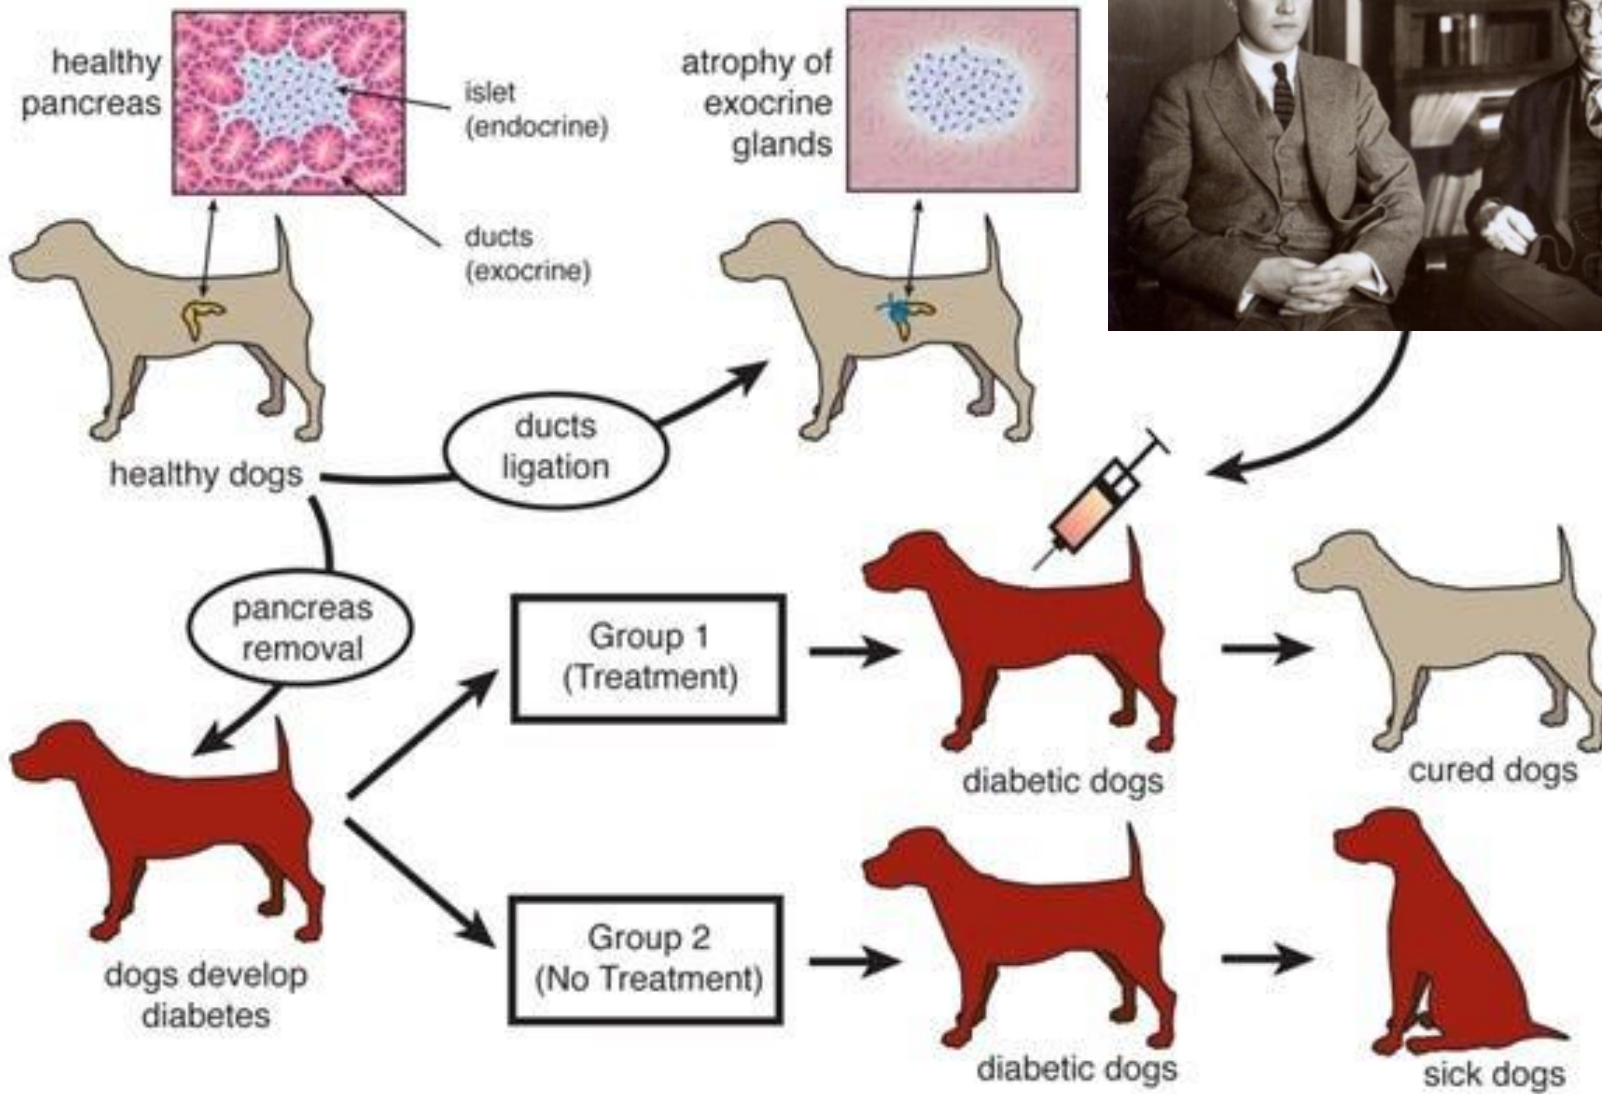 healthy
pancreas
islet
(endocrine)
ducts
(exocrine)
atrophy of
exocrine
glands
healthy dogs
ducts
ligation
pancreas
removal
dogs develop
diabetes
Group 1
(Treatment)
diabetic dogs
cured dogs
Group 2
(No Treatment)
diabetic dogs
sick dogs